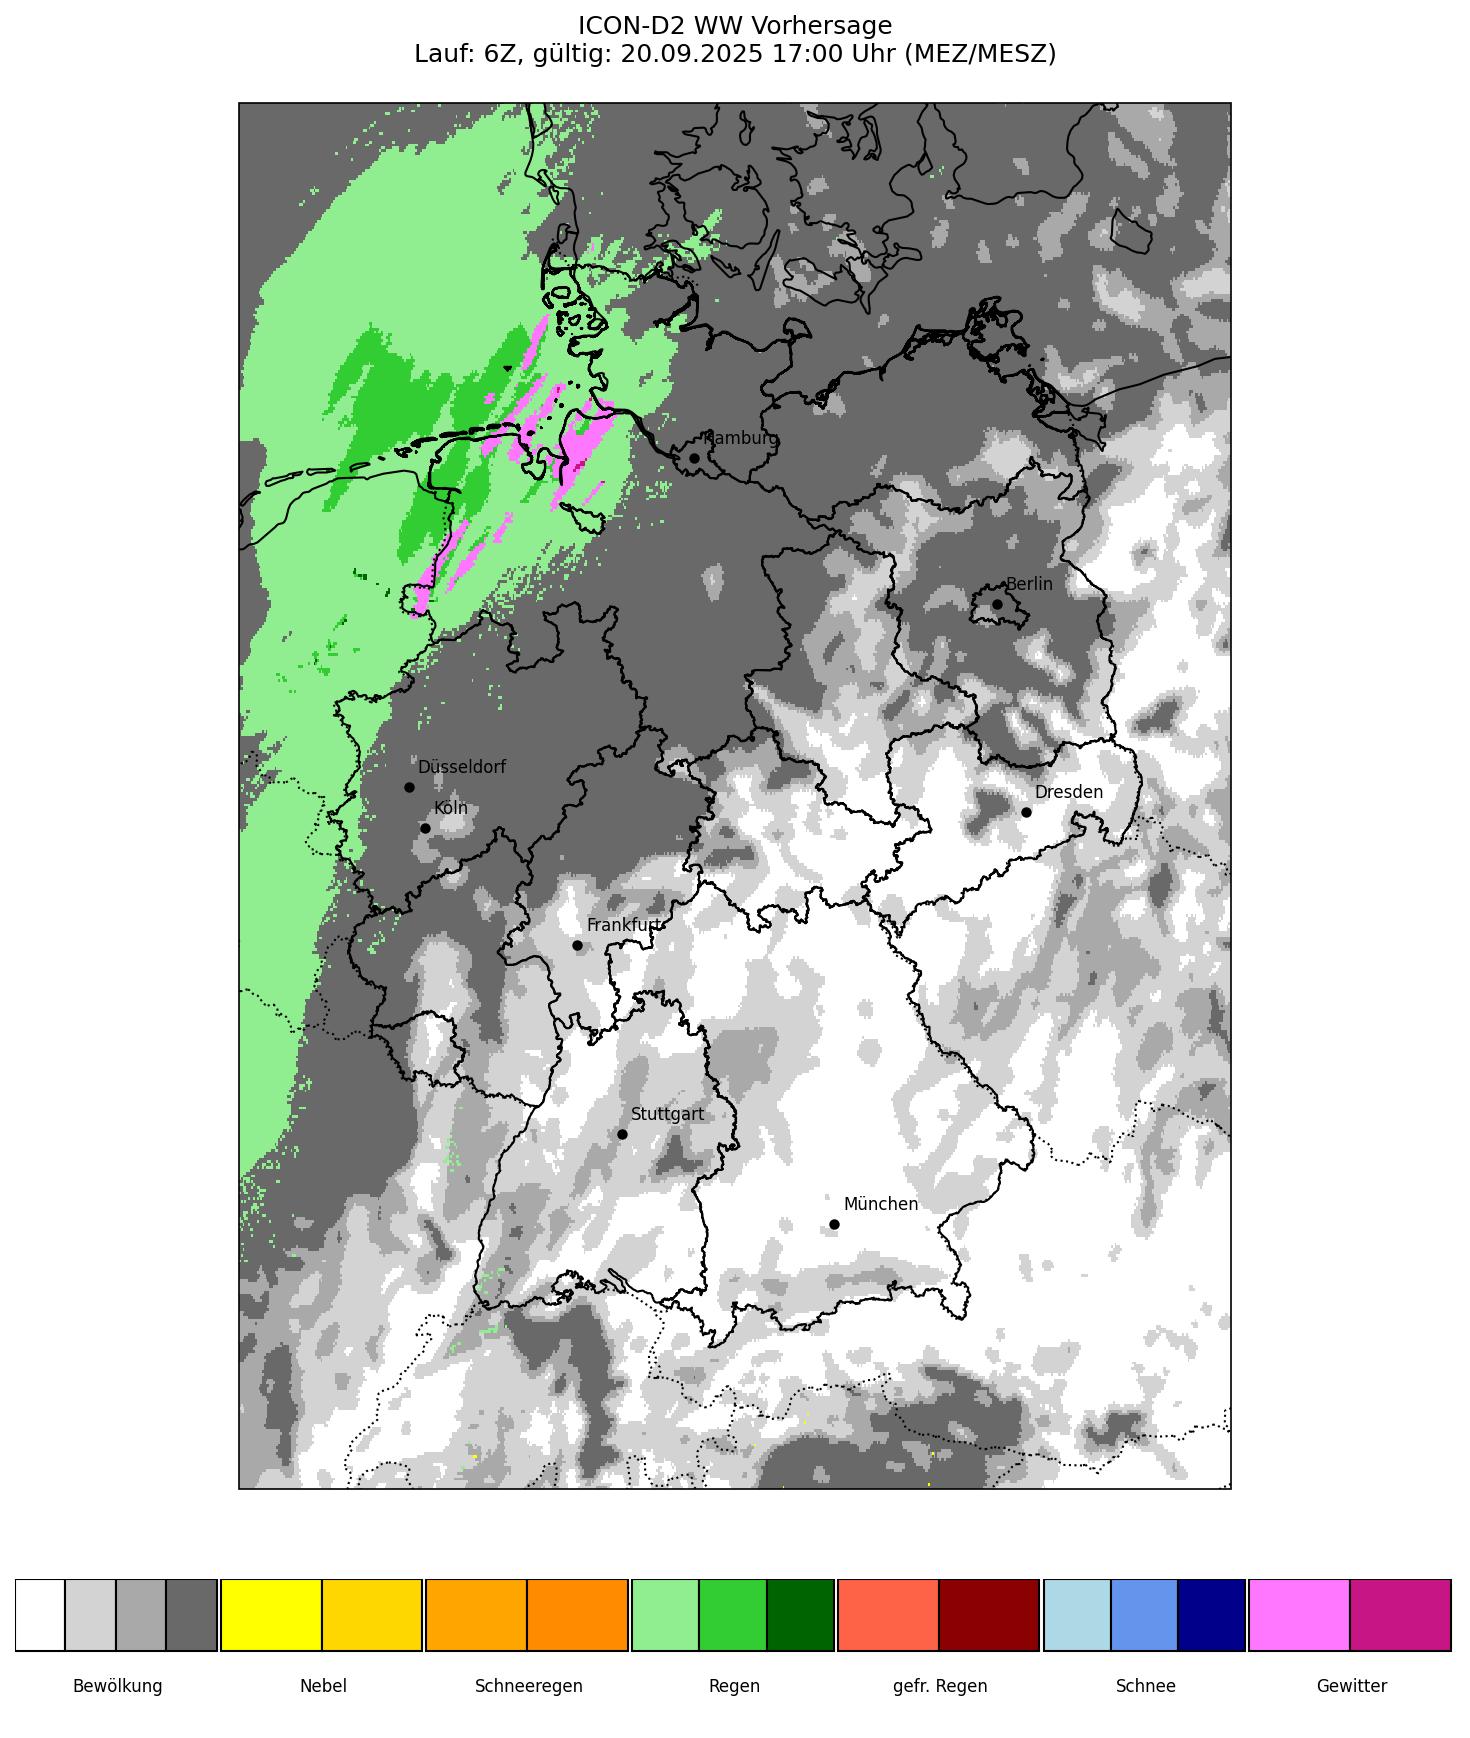 ICON-D2 WW Vorhersage
Lauf: 6Z, gültig: 20.09.2025 17:00 Uhr (MEZ/MESZ)
Hamburg
Berlin
Düsseldorf
Dresden
Köln
Frankfurt
Stuttgart
München
Bewölkung
Nebel
Schneeregen
Regen
gefr. Regen
Schnee
Gewitter